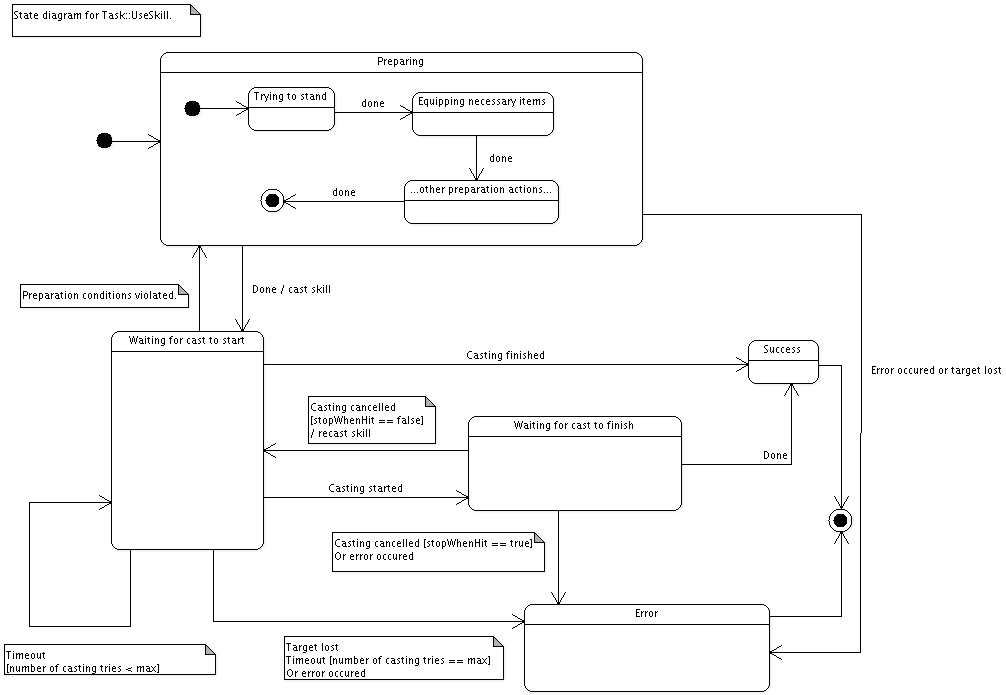 State diagram for Task::UseSkill.
Preparing
Trying to stand
done
Equipping necessary items
done
...other preparation actions...
done
Preparation conditions violated.
Done / cast skill
Waiting for cast to start
Casting finished
Success
Error occured or target lost
Casting cancelled
[stopWhenHit == false]
/ recast skill
Waiting for cast to finish
Done
Casting started
Casting cancelled [stopWhenHit == true]
Or error occured
Error
Target lost
Timeout [number of casting tries == max]
Or error occured
Timeout
[number of casting tries < max]